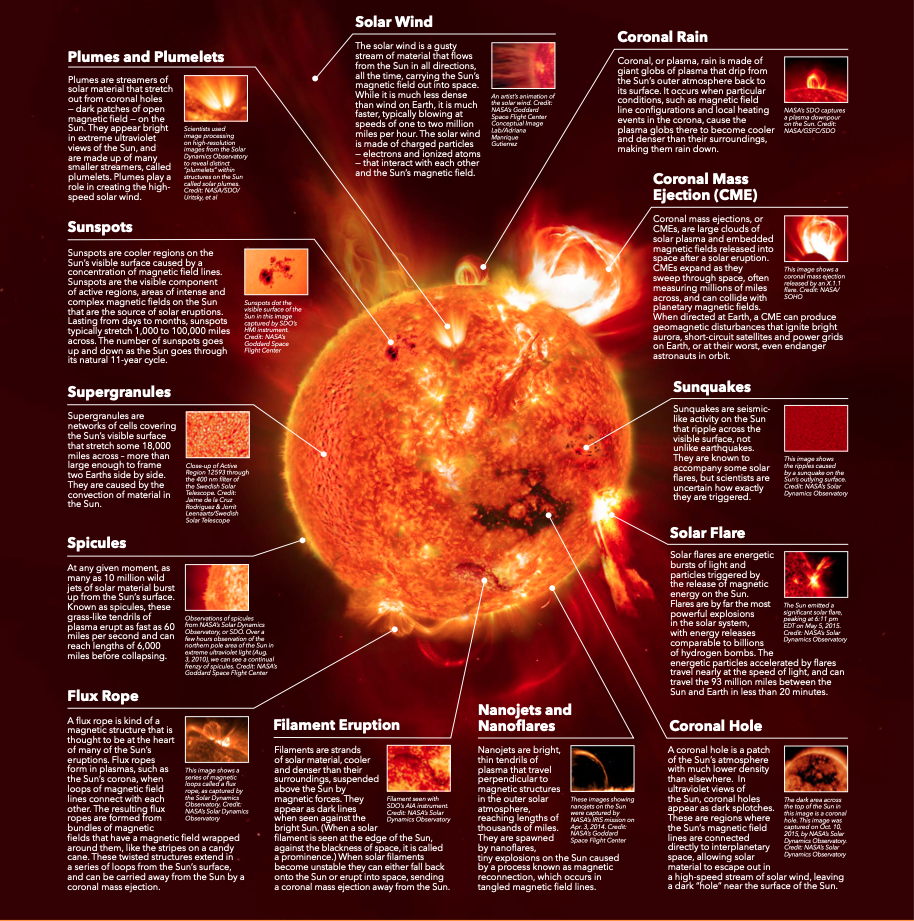 Solar Wind
The solar wind is a gusty
stream of material that flows
from the Sun in all directions,
all the time, carrying the Sun's
magnetic field out into space.
While it is much less dense
than wind on Earth, it is much
faster, typically blowing at
speeds of one to two million
miles per hour. The solar wind
is made of charged particles
— electrons and ionized atoms
— that interact with each other
and the Sun's magnetic field.
An artist's animation of
the solar wind. Credit:
NASA's Goddard
Space Flight Center
Conceptual Image
Lab/Adriana
Manrique
Gutierrez
Plumes and Plumelets
Plumes are streamers of
solar material that stretch
out from coronal holes
— dark patches of open
magnetic field — on the
Sun. They appear bright
in extreme ultraviolet
views of the Sun, and
are made up of many
smaller streamers, called
plumelets. Plumes play a
role in creating the high-
speed solar wind.
Scientists used
image processing
on high-resolution
images from the Solar
Dynamics Observatory
to reveal distinct
"plumelets" within
structures on the Sun
called solar plumes.
Credit: NASA/SDO/
Uritsky, et al
Coronal Rain
Coronal, or plasma, rain is made of
giant globs of plasma that drip from
the Sun's outer atmosphere back to
its surface. It occurs when particular
conditions, such as magnetic field
line configurations and local heating
events in the corona, cause the
plasma globs there to become cooler
and denser than their surroundings,
making them rain down.
NASA's SDO captures
a plasma downpour
on the Sun. Credit:
NASA/GSFC/SDO
Coronal Mass
Ejection (CME)
Coronal mass ejections, or
CMEs, are large clouds of
solar plasma and embedded
magnetic fields released into
space after a solar eruption.
CMEs expand as they
sweep through space, often
measuring millions of miles
across, and can collide with
planetary magnetic fields.
When directed at Earth, a CME can produce
geomagnetic disturbances that ignite bright
aurora, short-circuit satellites and power grids
on Earth, or at their worst, even endanger
astronauts in orbit.
This image shows a
coronal mass ejection
released by an X.1.1
flare. Credit: NASA/
SOHO
Sunspots
Sunspots are cooler regions on the
Sun's visible surface caused by a
concentration of magnetic field lines.
Sunspots are the visible component
of active regions, areas of intense and
complex magnetic fields on the Sun
that are the source of solar eruptions.
Lasting from days to months, sunspots
typically stretch 1,000 to 100,000 miles
across. The number of sunspots goes
up and down as the Sun goes through
its natural 11-year cycle.
Sunspots dot the
visible surface of the
Sun in this image
captured by SDO's
HMI instrument.
Credit: NASA's
Goddard Space
Flight Center
Supergranules
Supergranules are
networks of cells covering
the Sun's visible surface
that stretch some 18,000
miles across – more than
large enough to frame
two Earths side by side.
They are caused by the
convection of material in
the Sun.
Close-up of Active
Region 12593 through
the 400 nm filter of
the Swedish Solar
Telescope. Credit:
Jaime de la Cruz
Rodriguez & Jorrit
Leenaarts/Swedish
Solar Telescope
Sunquakes
Sunquakes are seismic-
like activity on the Sun
that ripple across the
visible surface, not
unlike earthquakes.
They are known to
accompany some solar
flares, but scientists are
uncertain how exactly
they are triggered.
This image shows
the ripples caused
by a sunquake on the
Sun's outlying surface.
Credit: NASA's Solar
Dynamics Observatory
Spicules
At any given moment, as
many as 10 million wild
jets of solar material burst
up from the Sun's surface.
Known as spicules, these
grass-like tendrils of
plasma erupt as fast as 60
miles per second and can
reach lengths of 6,000
miles before collapsing.
Observations of spicules
from NASA's Solar Dynamics
Observatory, or SDO. Over a
few hours observation of the
northern pole area of the Sun in
extreme ultraviolet light (Aug.
3, 2010), we can see a continual
frenzy of spicules. Credit: NASA's
Goddard Space Flight Center
Solar Flare
Solar flares are energetic
bursts of light and
particles triggered by
the release of magnetic
energy on the Sun.
Flares are by far the most
powerful explosions
in the solar system,
with energy releases
comparable to billions
of hydrogen bombs. The
energetic particles accelerated by flares
travel nearly at the speed of light, and can
travel the 93 million miles between the
Sun and Earth in less than 20 minutes.
The Sun emitted a
significant solar flare,
peaking at 6:11 pm
EDT on May 5, 2015.
Credit: NASA's Solar
Dynamics Observatory
Flux Rope
A flux rope is kind of a
magnetic structure that is
thought to be at the heart
of many of the Sun's
eruptions. Flux ropes
form in plasmas, such as
the Sun's corona, when
loops of magnetic field
lines connect with each
other. The resulting flux
ropes are formed from
bundles of magnetic
fields that have a magnetic field wrapped
around them, like the stripes on a candy
cane. These twisted structures extend in
a series of loops from the Sun's surface,
and can be carried away from the Sun by a
coronal mass ejection.
This image shows a
series of magnetic
loops called a flux
rope, as captured by
the Solar Dynamics
Observatory. Credit:
NASA's Solar Dynamics
Observatory
Filament Eruption
Filaments are strands
of solar material, cooler
and denser than their
surroundings, suspended
above the Sun by
magnetic forces. They
appear as dark lines
when seen against the
bright Sun. (When a solar
filament is seen at the edge of the Sun,
against the blackness of space, it is called
a prominence.) When solar filaments
become unstable they can either fall back
onto the Sun or erupt into space, sending
a coronal mass ejection away from the Sun.
Filament seen with
SDO's AIA instrument.
Credit: NASA's Solar
Dynamics Observatory
Nanojets and
Nanoflares
Nanojets are bright,
thin tendrils of
plasma that travel
perpendicular to
magnetic structures
in the outer solar
atmosphere,
reaching lengths of
thousands of miles.
They are spawned
by nanoflares,
tiny explosions on the Sun caused
by a process known as magnetic
reconnection, which occurs in
tangled magnetic field lines.
These images showing
nanojets on the Sun
were captured by
NASA's IRIS mission on
Apr. 3, 2014. Credit:
NASA's Goddard
Space Flight Center
Coronal Hole
A coronal hole is a patch
of the Sun's atmosphere
with much lower density
than elsewhere. In
ultraviolet views of
the Sun, coronal holes
appear as dark splotches.
These are regions where
the Sun's magnetic field
lines are connected
directly to interplanetary
space, allowing solar
material to escape out in
a high-speed stream of solar wind, leaving
a dark "hole" near the surface of the Sun.
The dark area across
the top of the Sun in
this image is a coronal
hole. This image was
captured on Oct. 10,
2015, by NASA's Solar
Dynamics Observatory.
Credit: NASA's Solar
Dynamics Observatory